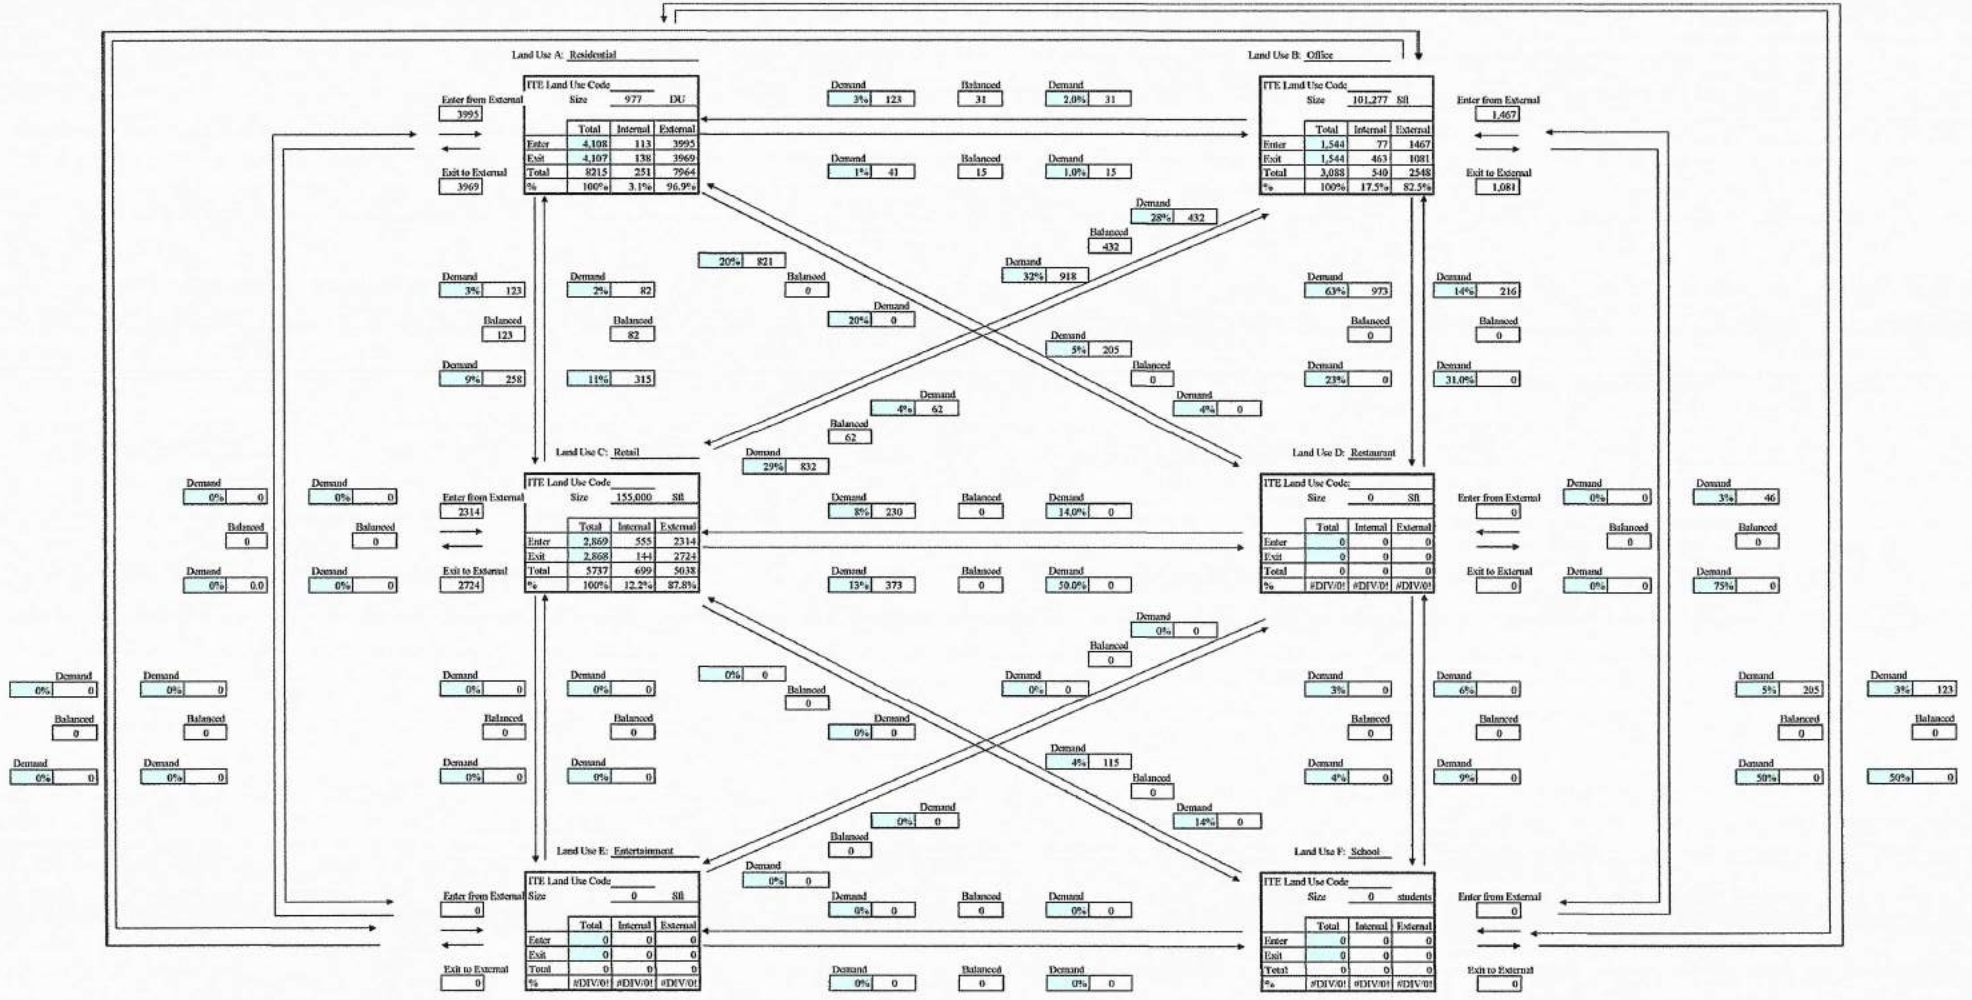 Land Use A: Residential
Land Use B: Office
ITE Land Use Code
Size 977 DU
Total Internal External
Enter 4,108 113 3995
Exit 4,107 138 3969
Total 8215 251 7964
% 100% 3.1% 96.9%
Enter from External
3995
Exit to External
3969
Demand Balanced Demand
3% 123 31 2.0% 31
Demand Balanced Demand
1% 41 15 1.0% 15
ITE Land Use Code
Size 101,277 Sft
Total Internal External
Enter 1,544 77 1467
Exit 1,544 463 1081
Total 3,088 540 2548
% 100% 17.5% 82.5%
Enter from External
1,467
Exit to External
1,081
Demand
28% 432
Balanced
432
Demand
32% 918
20% 821
Balanced
0
Demand
20% 0
Demand Demand
3% 123 2% 82
Balanced Balanced
123 82
Demand
9% 258 11% 315
Demand
5% 205
Balanced
0
Demand
4% 0
Demand
4% 62
Balanced
62
Demand
29% 832
Demand Demand
63% 973 14% 216
Balanced Balanced
0 0
Demand Demand
23% 0 31.0% 0
Land Use C: Retail
Land Use D: Restaurant
Demand Demand
0% 0 0% 0
Balanced Balanced
0 0
Demand Demand
0% 0.0 0% 0
Enter from External
2314
Exit to External
2724
ITE Land Use Code
Size 155,000 Sft
Total Internal External
Enter 2,869 555 2314
Exit 2,868 144 2724
Total 5737 699 5038
% 100% 12.2% 87.8%
Demand Balanced Demand
8% 230 0 14.0% 0
Demand Balanced Demand
13% 373 0 50.0% 0
ITE Land Use Code:
Size 0 Sft
Total Internal External
Enter 0 0 0
Exit 0 0 0
Total 0 0 0
% #DIV/0! #DIV/0! #DIV/0!
Enter from External
0
Exit to External
0
Demand Demand
0% 0 3% 46
Balanced Balanced
0 0
Demand Demand
0% 0 75% 0
Demand Demand
0% 0 0% 0
Balanced Balanced
0 0
Demand Demand
0% 0 0% 0
Demand Demand
0% 0 0% 0
Balanced Balanced
0 0
Demand Demand
0% 0 0% 0
Demand
0% 0
Balanced
0
Demand
0% 0
0% 0
Balanced
0
Demand
0% 0
Demand
4% 115
Balanced
0
Demand
14% 0
Demand
0% 0
Balanced
0
Demand
0% 0
Demand Demand
3% 0 6% 0
Balanced Balanced
0 0
Demand Demand
4% 0 9% 0
Demand Demand
5% 205 3% 123
Balanced Balanced
0 0
Demand
50% 0 50% 0
Land Use E: Entertainment
Land Use F: School
Enter from External
0
Exit to External
0
ITE Land Use Code
Size 0 Sft
Total Internal External
Enter 0 0 0
Exit 0 0 0
Total 0 0 0
% #DIV/0! #DIV/0! #DIV/0!
Demand Balanced Demand
0% 0 0 0% 0
Demand Balanced Demand
0% 0 0 0% 0
ITE Land Use Code
Size 0 students
Total Internal External
Enter 0 0 0
Exit 0 0 0
Total 0 0 0
% #DIV/0! #DIV/0! #DIV/0!
Enter from External
0
Exit to External
0